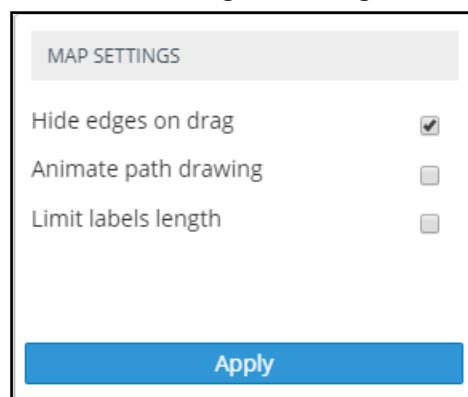 MAP SETTINGS
Hide edges on drag
Animate path drawing
Limit labels length
Apply